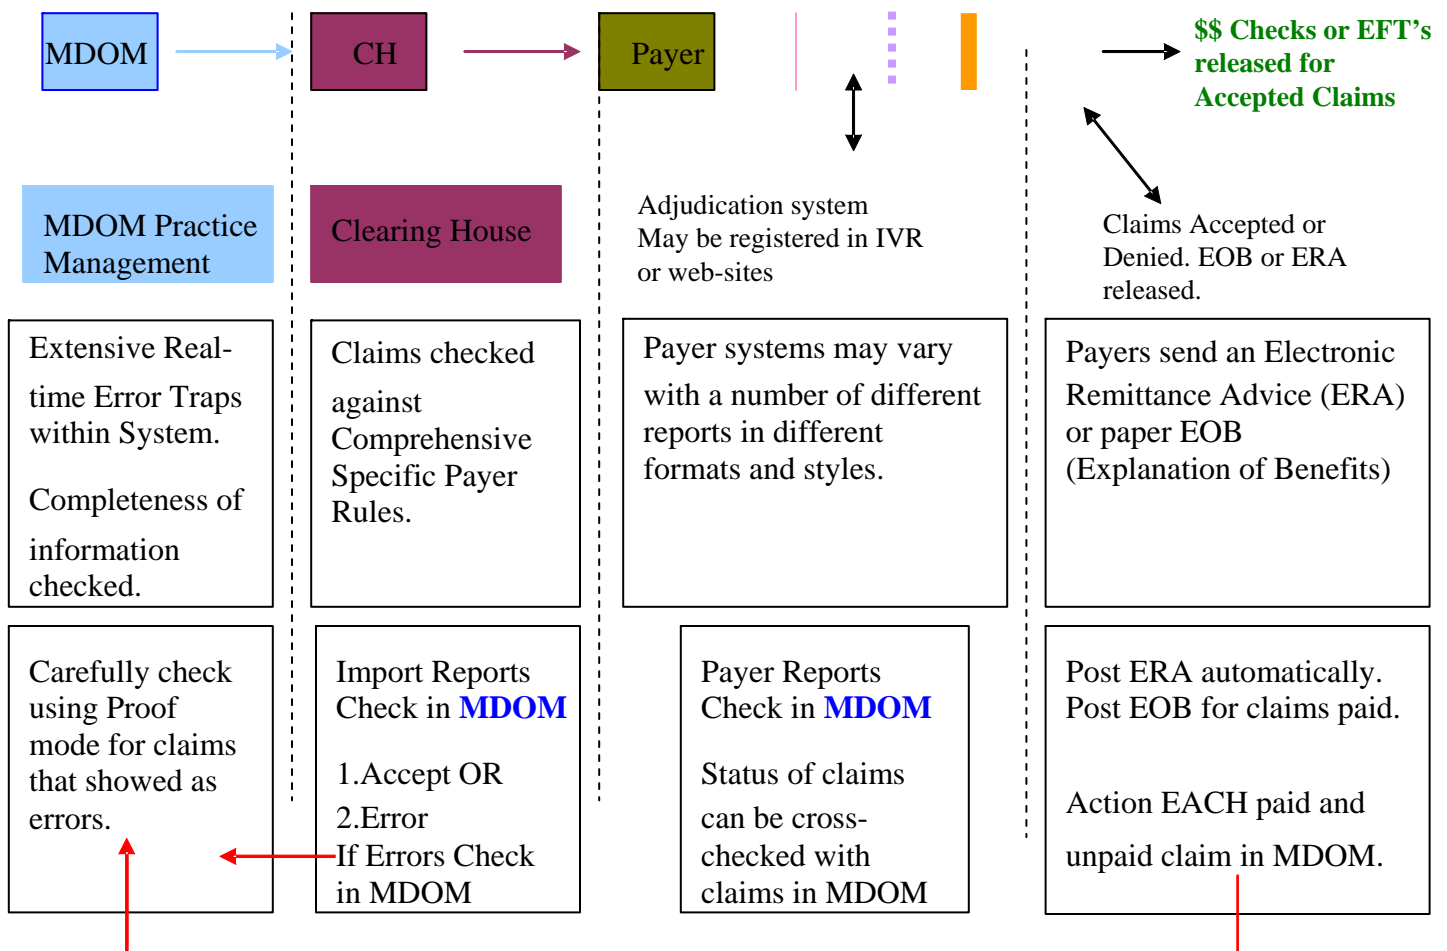 MDOM
CH
Payer
$$ Checks or EFT’s
released for
Accepted Claims
MDOM Practice
Management
Clearing House
Adjudication system
May be registered in IVR
or web-sites
Claims Accepted or
Denied. EOB or ERA
released.
Extensive Real-
time Error Traps
within System.
Completeness of
information
checked.
Claims checked
against
Comprehensive
Specific Payer
Rules.
Payer systems may vary
with a number of different
reports in different
formats and styles.
Payers send an Electronic
Remittance Advice (ERA)
or paper EOB
(Explanation of Benefits)
Carefully check
using Proof
mode for claims
that showed as
errors.
Import Reports
Check in MDOM
1.Accept OR
2.Error
If Errors Check
in MDOM
Payer Reports
Check in MDOM
Status of claims
can be cross-
checked with
claims in MDOM
Post ERA automatically.
Post EOB for claims paid.
Action EACH paid and
unpaid claim in MDOM.